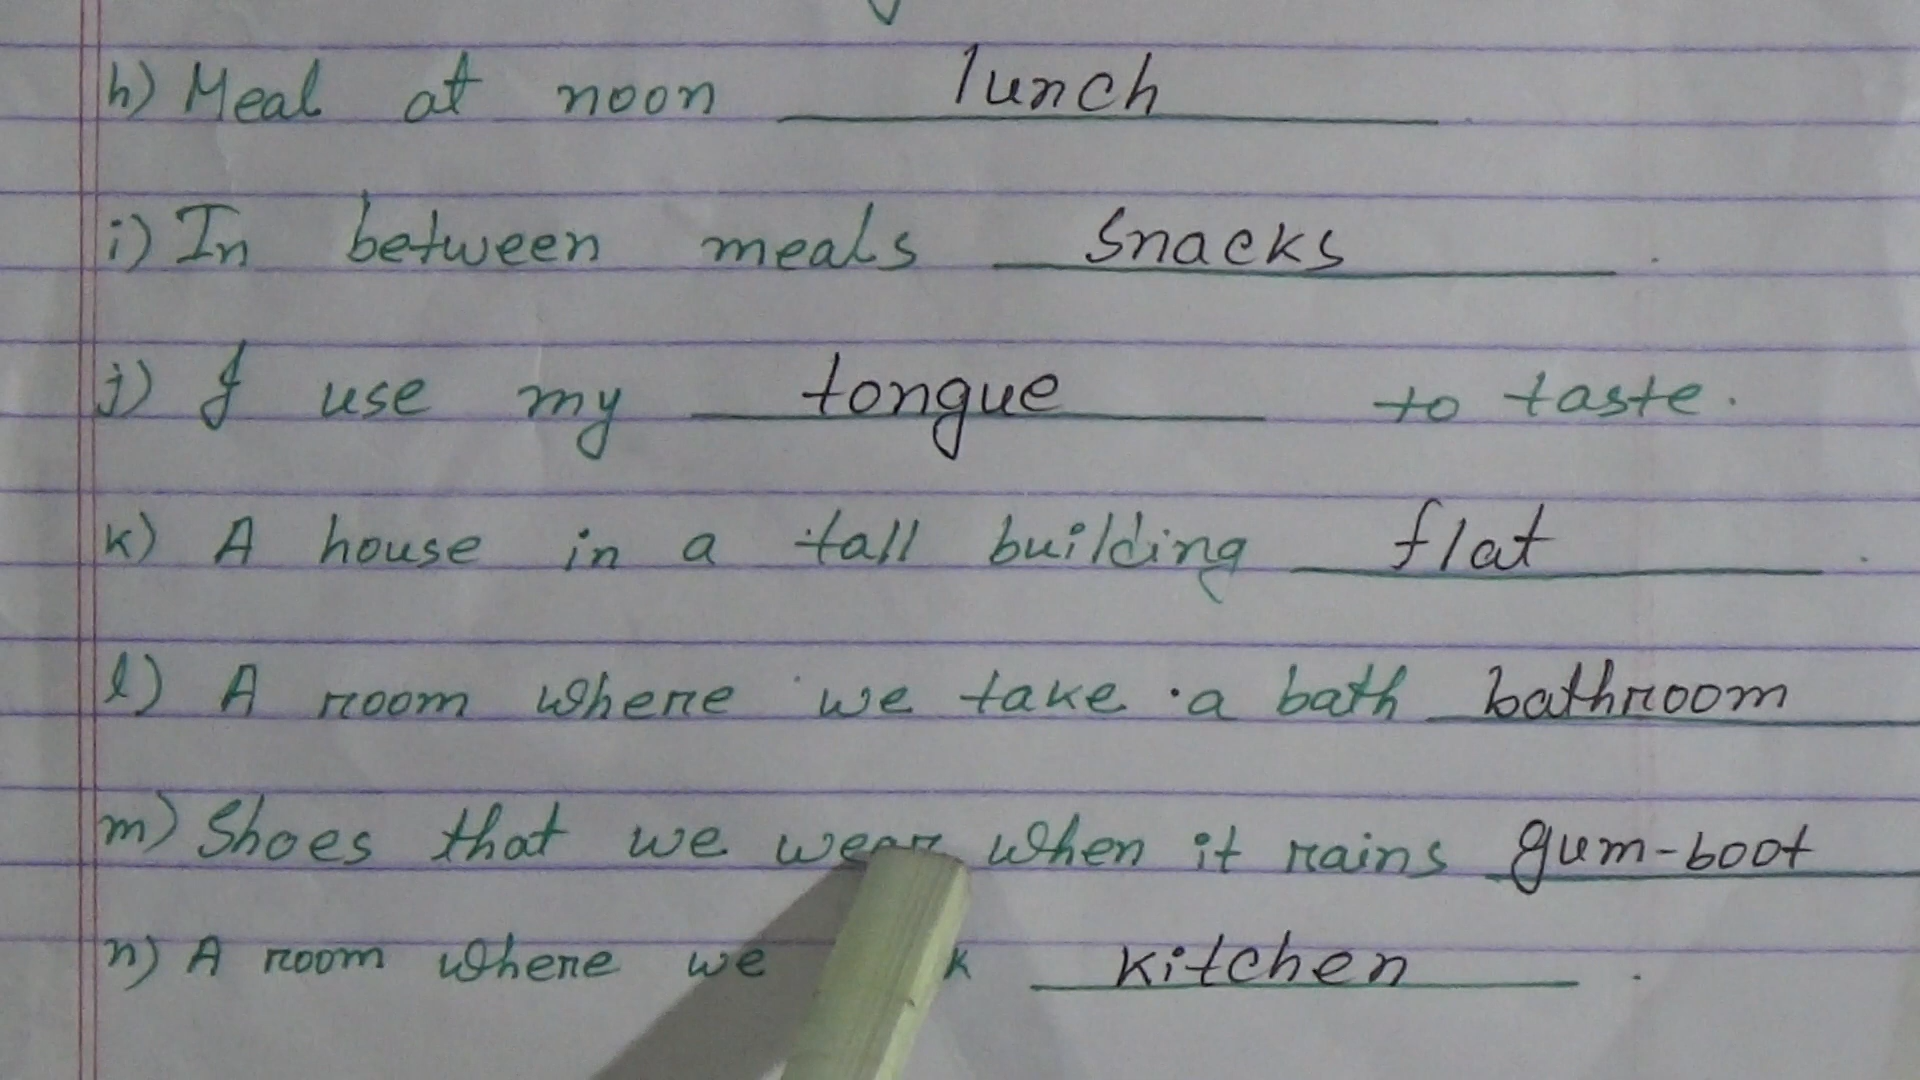 h) Meal at noon lunch.
i) In between meals snacks.
j) I use my tongue to taste.
k) A house in a tall building flat.
l) A room where we take a bath bathroom
m) Shoes that we wear when it rains gum-boot
n) A room where we kitchen.